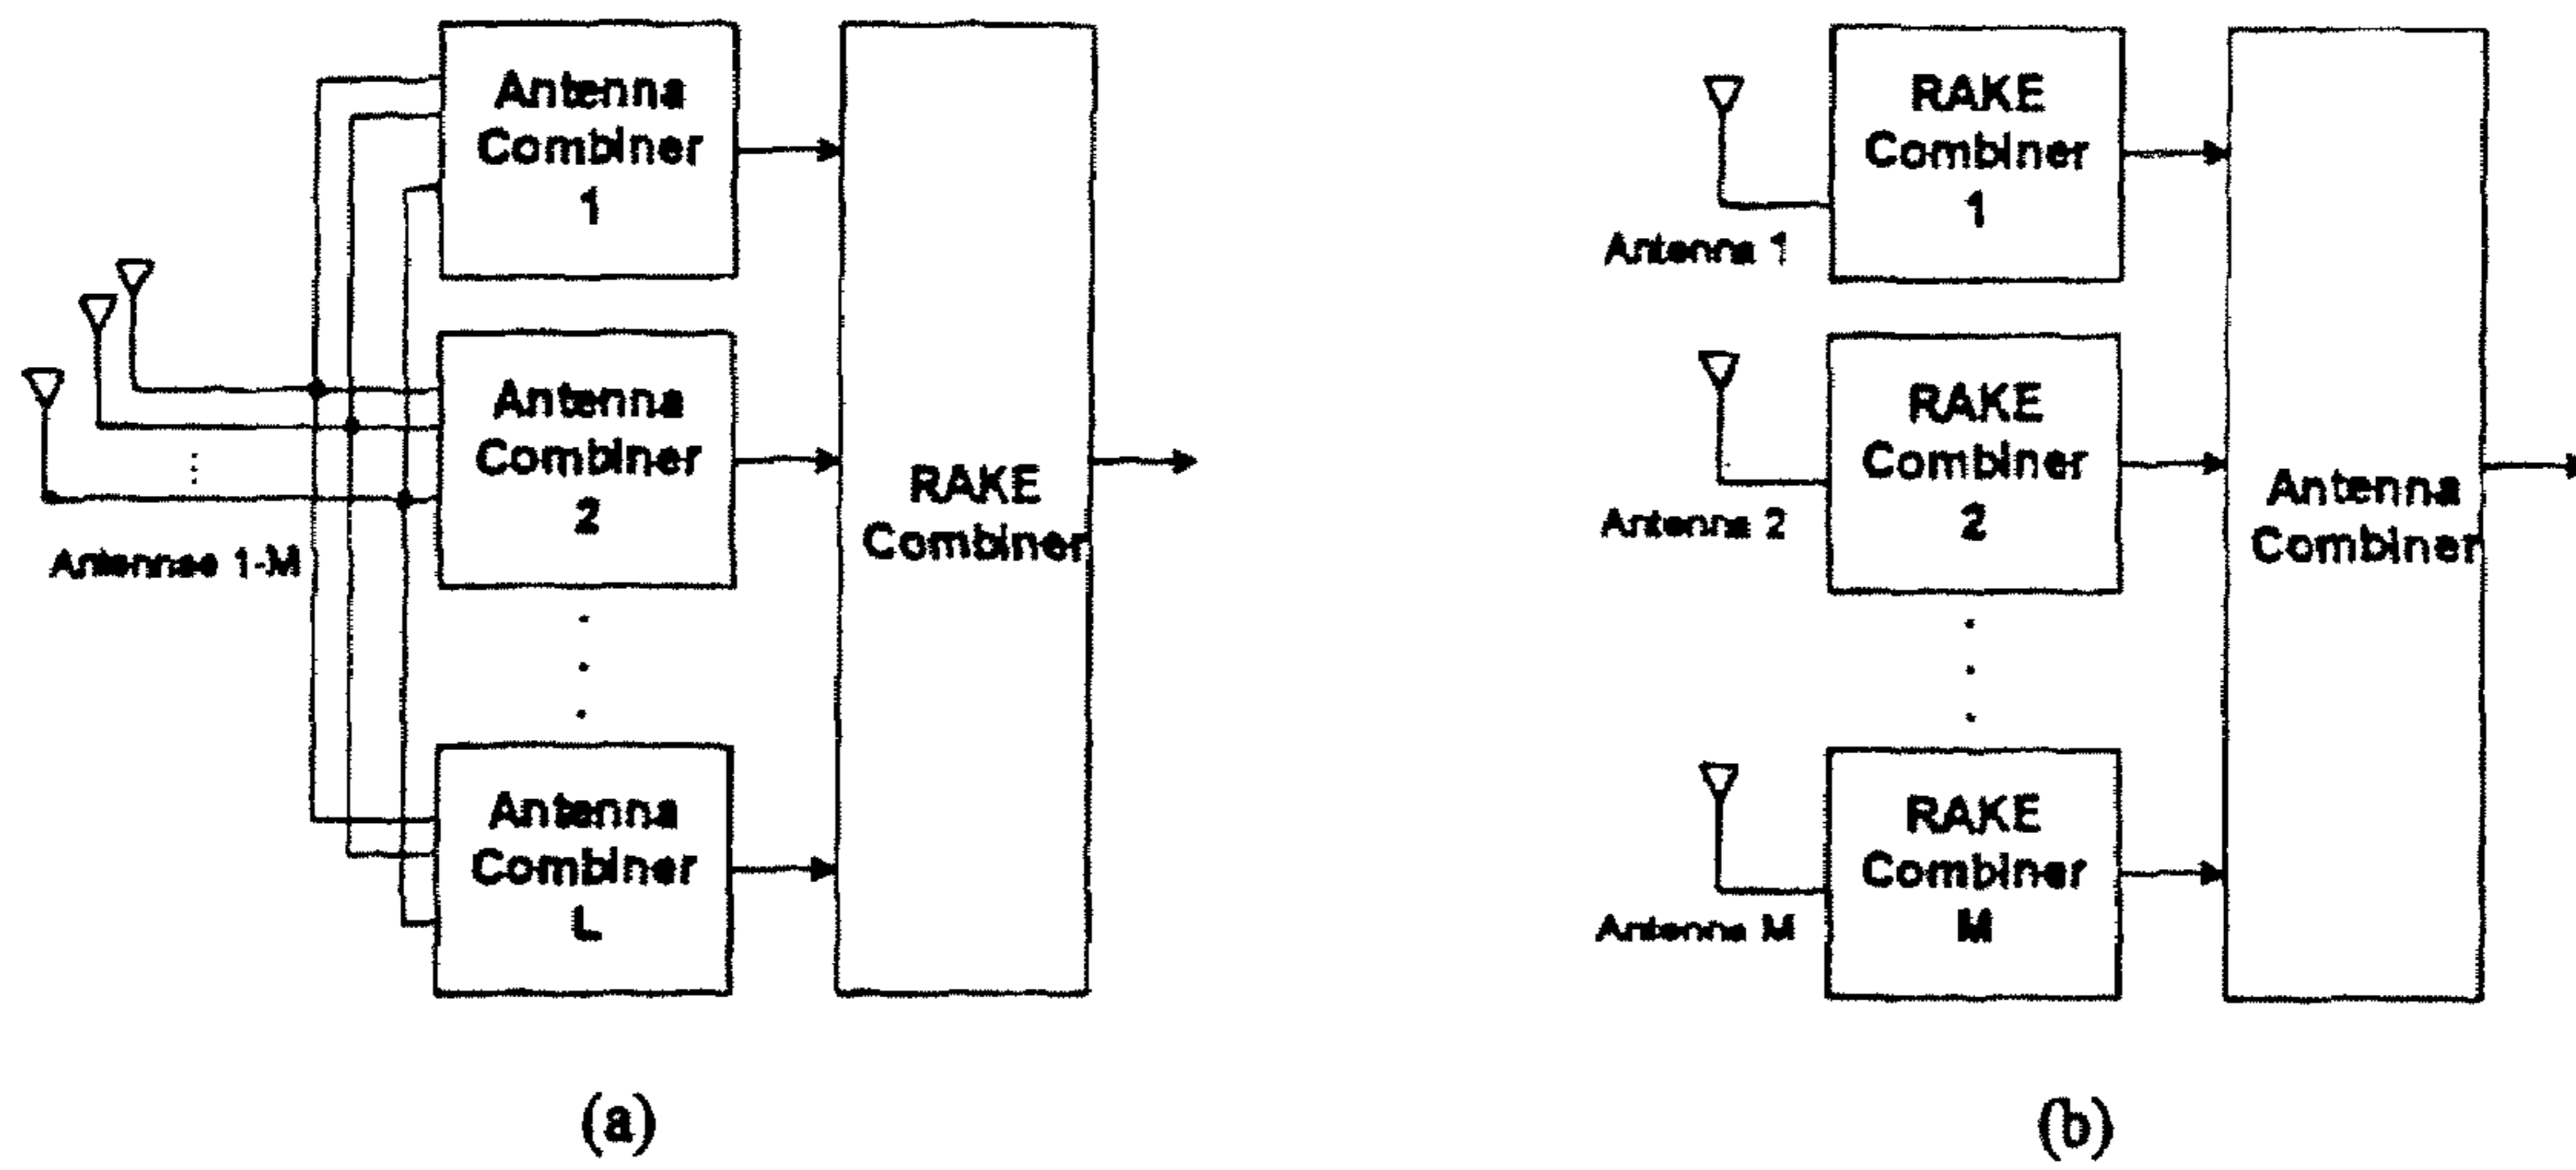 Antenna
Combiner
1
Antenna
Combiner
2
Antennae 1-M
Antenna
Combiner
L
RAKE
Combiner
(a)
RAKE
Combiner
1
Antenna 1
RAKE
Combiner
2
Antenna 2
RAKE
Combiner
M
Antenna M
Antenna
Combiner
(b)